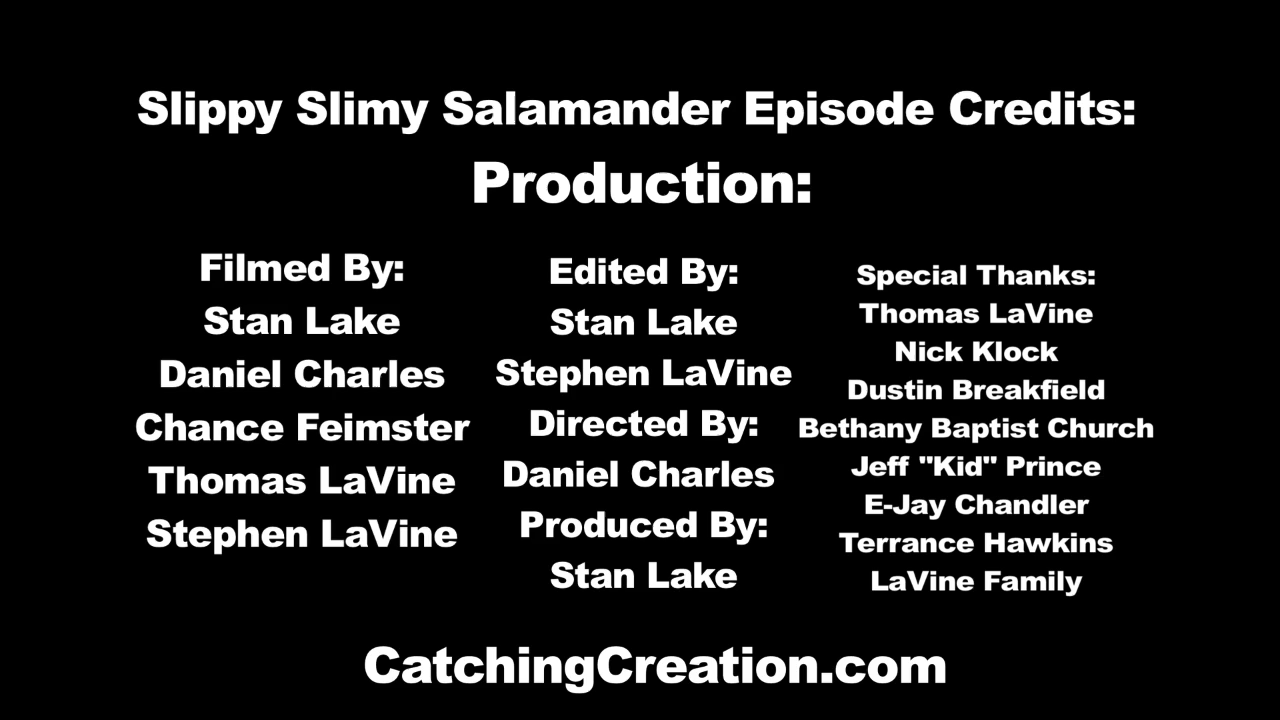 Slippy Slimy Salamander Episode Credits:
Production:
Filmed By:
Stan Lake
Daniel Charles
Chance Feimster
Thomas LaVine
Stephen LaVine
Edited By:
Stan Lake
Stephen LaVine
Directed By:
Daniel Charles
Produced By:
Stan Lake
Special Thanks:
Thomas LaVine
Nick Klock
Dustin Breakfield
Bethany Baptist Church
Jeff "Kid" Prince
E-Jay Chandler
Terrance Hawkins
LaVine Family
CatchingCreation.com